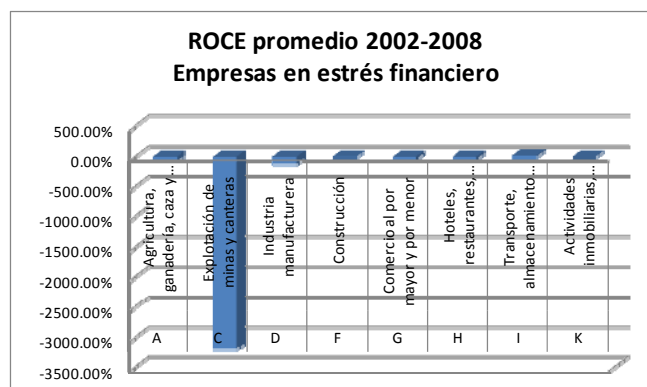 ROCE promedio 2002-2008
Empresas en estrés financiero
500.00%
0.00%
-500.00%
-1000.00%
-1500.00%
-2000.00%
-2500.00%
-3000.00%
-3500.00%
Agricultura,
ganadería, caza y…
Explotación de
minas y canteras
Industria
manufacturera
Construcción
Comercio al por
mayor y por menor
Hoteles,
restaurantes,…
Transporte,
almacenamiento…
Actividades
inmobiliarias,…
A C D F G H I K